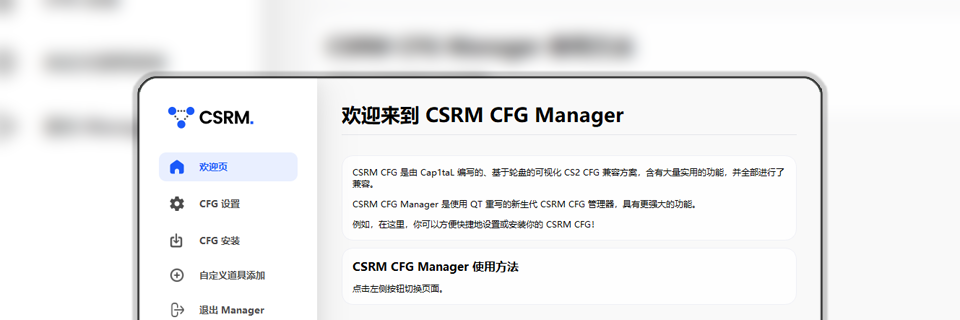 CSRM CFG Manager
CSRM.
欢迎页
CFG 设置
CFG 安装
自定义道具添加
退出 Manager
欢迎来到 CSRM CFG Manager
CSRM CFG 是由 Cap1taL 编写的、基于轮盘的可视化 CS2 CFG 兼容方案，含有大量实用的功能，并全部进行了
兼容。
CSRM CFG Manager 是使用 QT 重写的新生代 CSRM CFG 管理器，具有更强大的功能。
例如，在这里，你可以方便快捷地设置或安装你的 CSRM CFG！
CSRM CFG Manager 使用方法
点击左侧按钮切换页面。